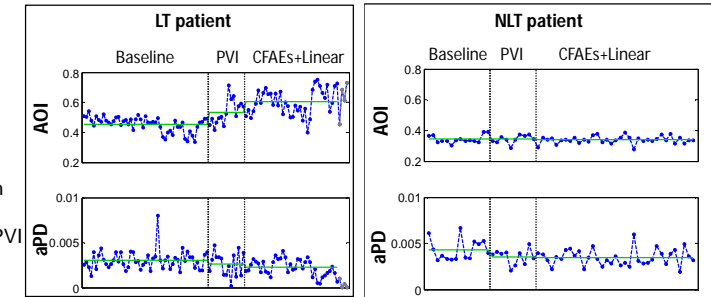 LT patient
Baseline PVI CFAEs+Linear
AOI
0.8
0.6
0.4
0.2
aPD
0.01
0.005
0
NLT patient
Baseline PVI CFAEs+Linear
AOI
0.8
0.6
0.4
0.2
aPD
0.01
0.005
0
n
PVI